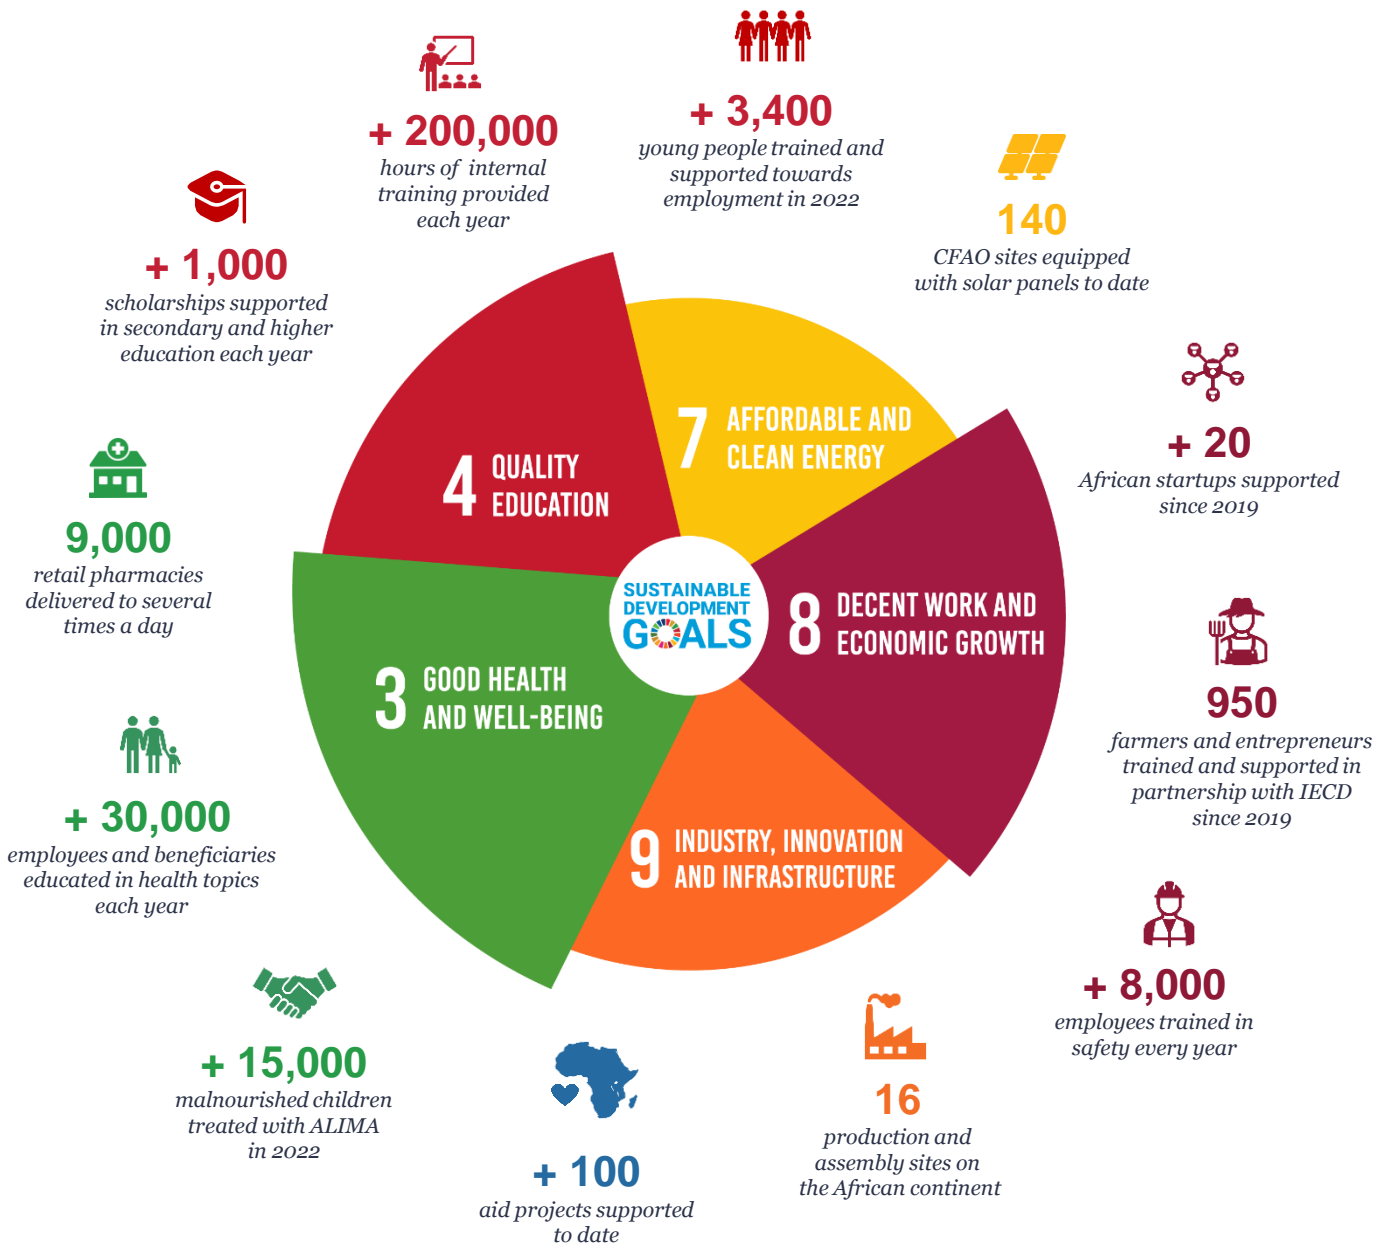 + 3,400
young people trained and
supported towards
employment in 2022
+ 200,000
hours of internal
training provided
each year
140
CFAO sites equipped
with solar panels to date
+ 1,000
scholarships supported
in secondary and higher
education each year
+ 20
African startups supported
since 2019
9,000
retail pharmacies
delivered to several
times a day
950
farmers and entrepreneurs
trained and supported in
partnership with IECD
since 2019
+ 30,000
employees and beneficiaries
educated in health topics
each year
+ 8,000
employees trained in
safety every year
+ 15,000
malnourished children
treated with ALIMA
in 2022
16
production and
assembly sites on
the African continent
+ 100
aid projects supported
to date
7 AFFORDABLE AND
CLEAN ENERGY
4 QUALITY
EDUCATION
SUSTAINABLE
DEVELOPMENT
GOALS
8 DECENT WORK AND
ECONOMIC GROWTH
3 GOOD HEALTH
AND WELL-BEING
9 INDUSTRY, INNOVATION
AND INFRASTRUCTURE